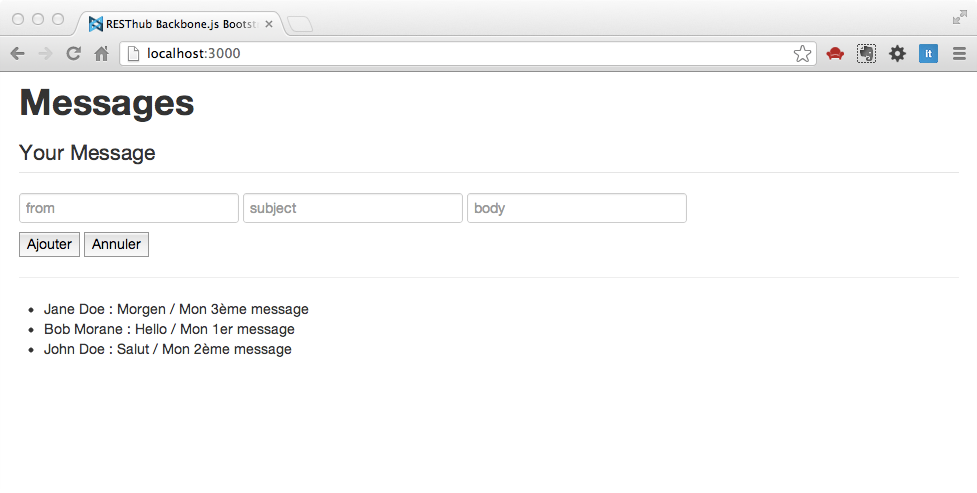 RESThub Backbone.js Bootst
localhost:3000
it
Messages
Your Message
from subject body
Ajouter Annuler
Jane Doe : Morgen / Mon 3ème message
Bob Morane : Hello / Mon 1er message
John Doe : Salut / Mon 2ème message